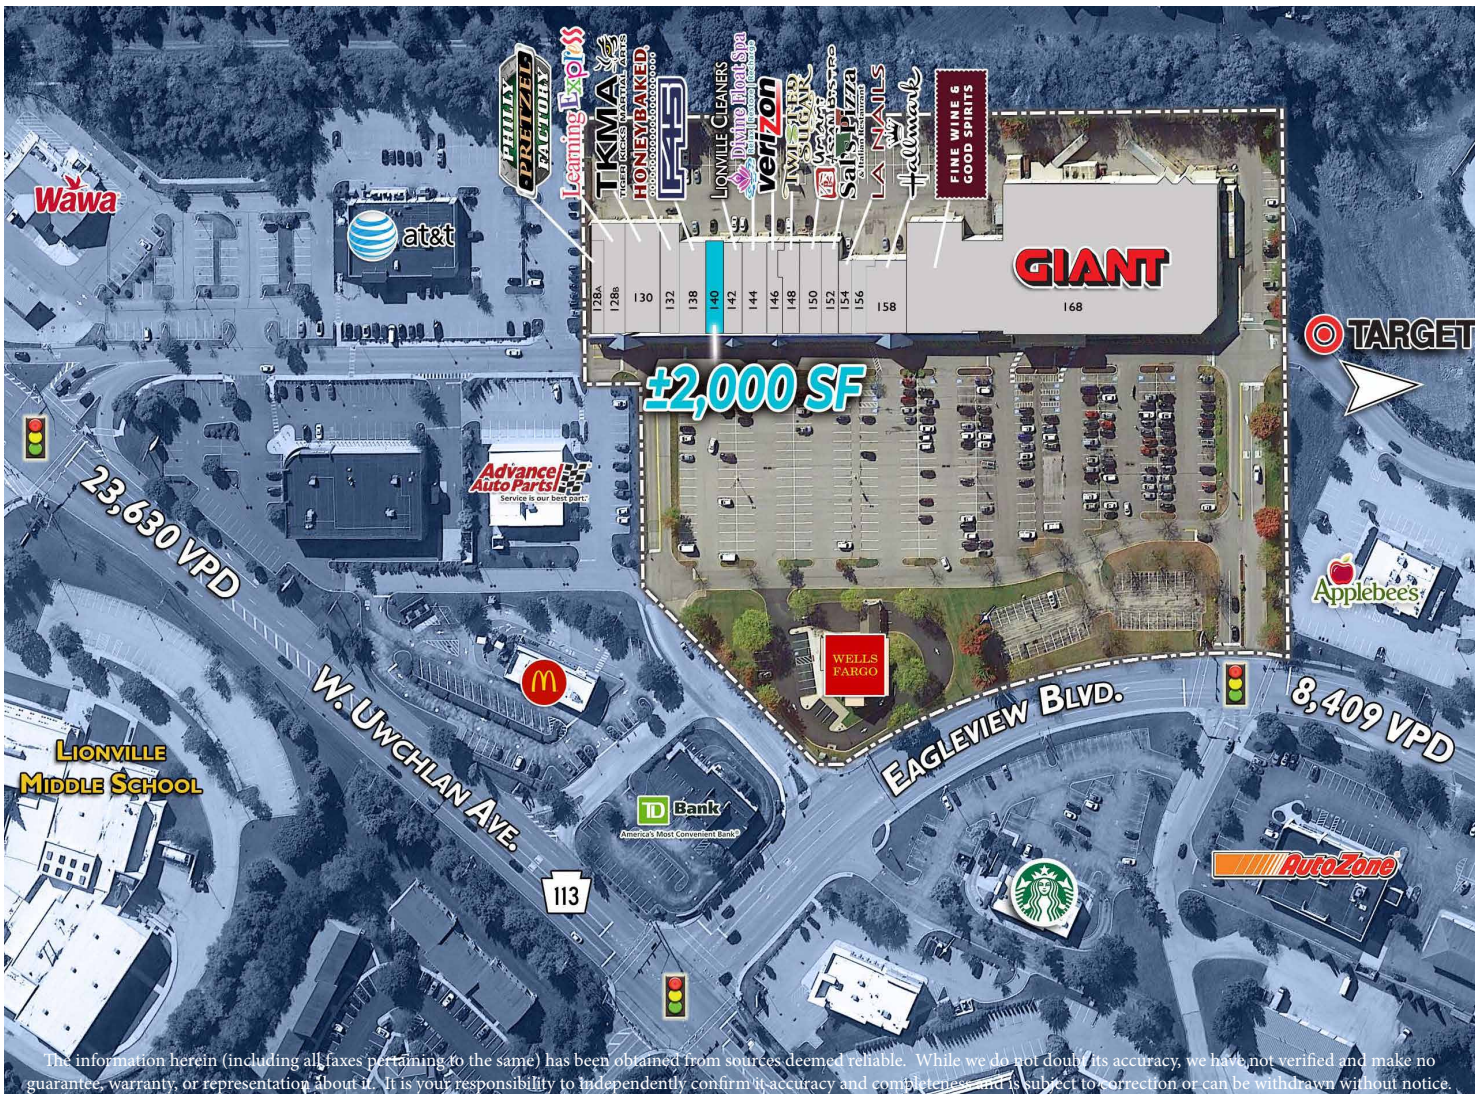 PHILLY
PRETZEL
FACTORY
Learning Express
TKMA
TIGER KICKS MARTIAL ARTS
HONEYBAKED
F45
LIONVILLE CLEANERS
Divine Float Spa
verizon
TWISTED
SUGAR
Sal's Pizza
& Italian Restaurant
LA NAILS
Hallmark
FINE WINE &
GOOD SPIRITS
Wawa
at&t
GIANT
128A
128B
130
132
138
140
142
144
146
148
150
152
154
156
158
168
TARGET
±2,000 SF
Advance
Auto Parts
Service is our best part.
23,630 VPD
Applebee's
WELLS
FARGO
M
W. UWCHLAN AVE.
EAGLEVIEW BLVD.
8,409 VPD
LIONVILLE
MIDDLE SCHOOL
TD Bank
America's Most Convenient Bank®
113
AutoZone
The information herein (including all faxes pertaining to the same) has been obtained from sources deemed reliable. While we do not doubt its accuracy, we have not verified and make no
guarantee, warranty, or representation about it. It is your responsibility to independently confirm it accuracy and completeness and is subject to correction or can be withdrawn without notice.